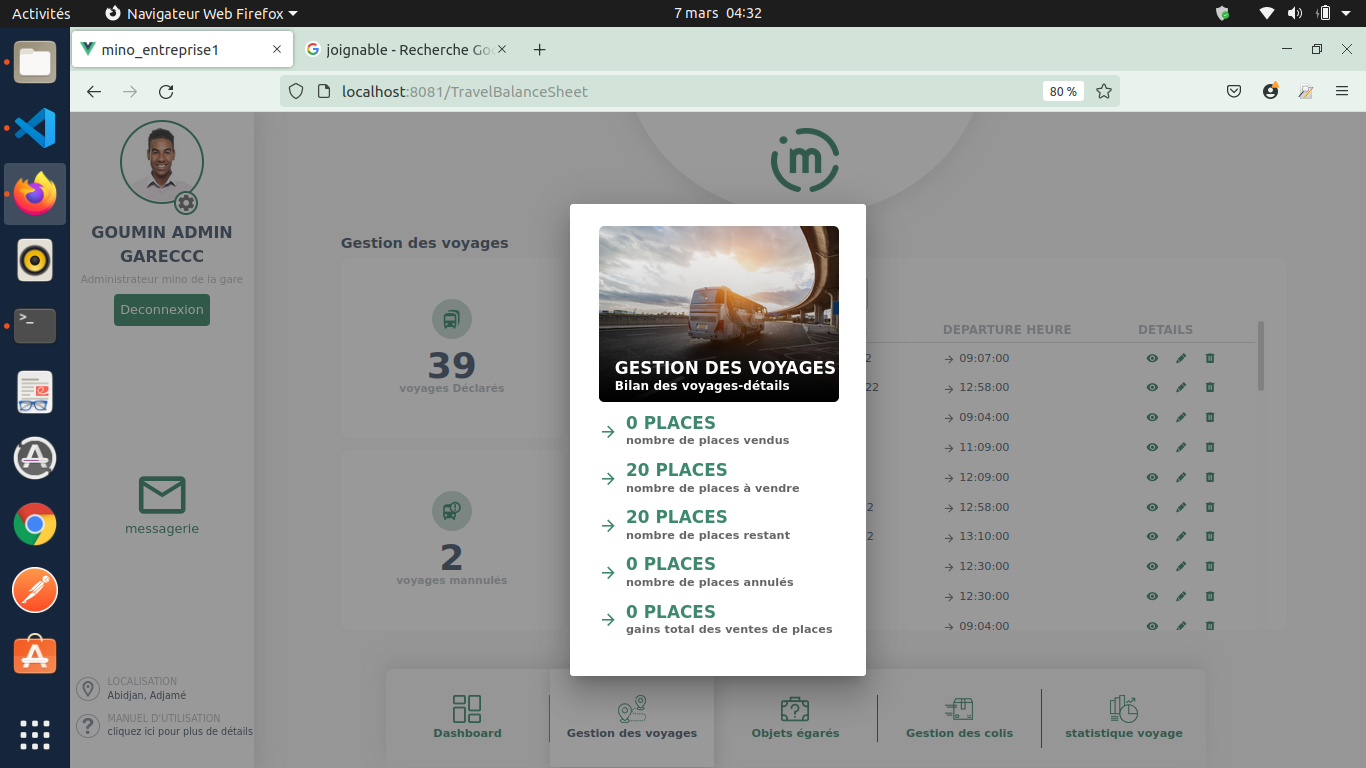 Activités
Navigateur Web Firefox
7 mars 04:32
mino_entreprise1
joignable - Recherche Goo
localhost:8081/TravelBalanceSheet
80 %
im
GOUMIN ADMIN
GARECCC
Administrateur mino de la gare
Deconnexion
messagerie
LOCALISATION
Abidjan, Adjamé
MANUEL D'UTILISATION
cliquez ici pour plus de détails
Gestion des voyages
39
voyages Déclarés
2
voyages mannulés
GESTION DES VOYAGES
Bilan des voyages-détails
0 PLACES
nombre de places vendus
20 PLACES
nombre de places à vendre
20 PLACES
nombre de places restant
0 PLACES
nombre de places annulés
0 PLACES
gains total des ventes de places
DEPARTURE HEURE DETAILS
2 → 09:07:00
22 → 12:58:00
→ 09:04:00
→ 11:09:00
→ 12:09:00
2 → 12:58:00
2 → 13:10:00
→ 12:30:00
→ 12:30:00
→ 09:04:00
Dashboard
Gestion des voyages
Objets égarés
Gestion des colis
statistique voyage